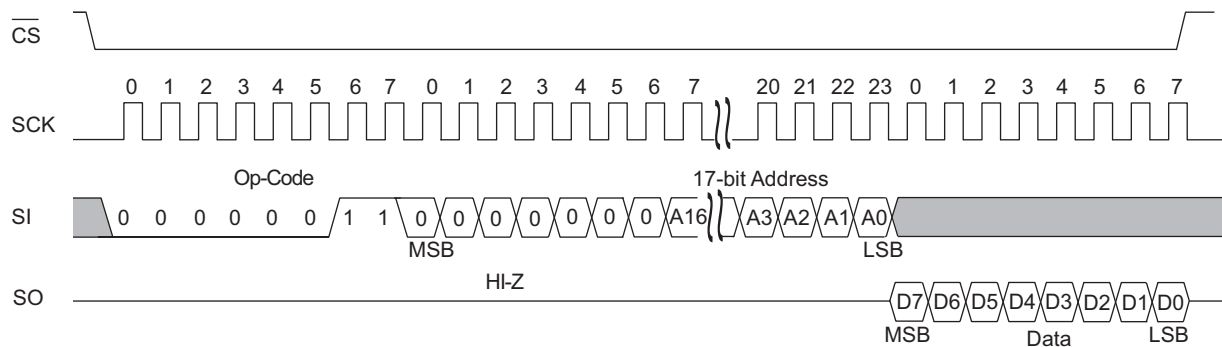 CS
0 1 2 3 4 5 6 7 0 1 2 3 4 5 6 7 20 21 22 23 0 1 2 3 4 5 6 7
SCK
Op-Code 17-bit Address
SI 0 0 0 0 0 0 1 1 0 0 0 0 0 0 0 A16 A3 A2 A1 A0
MSB LSB
HI-Z
SO D7 D6 D5 D4 D3 D2 D1 D0
MSB Data LSB